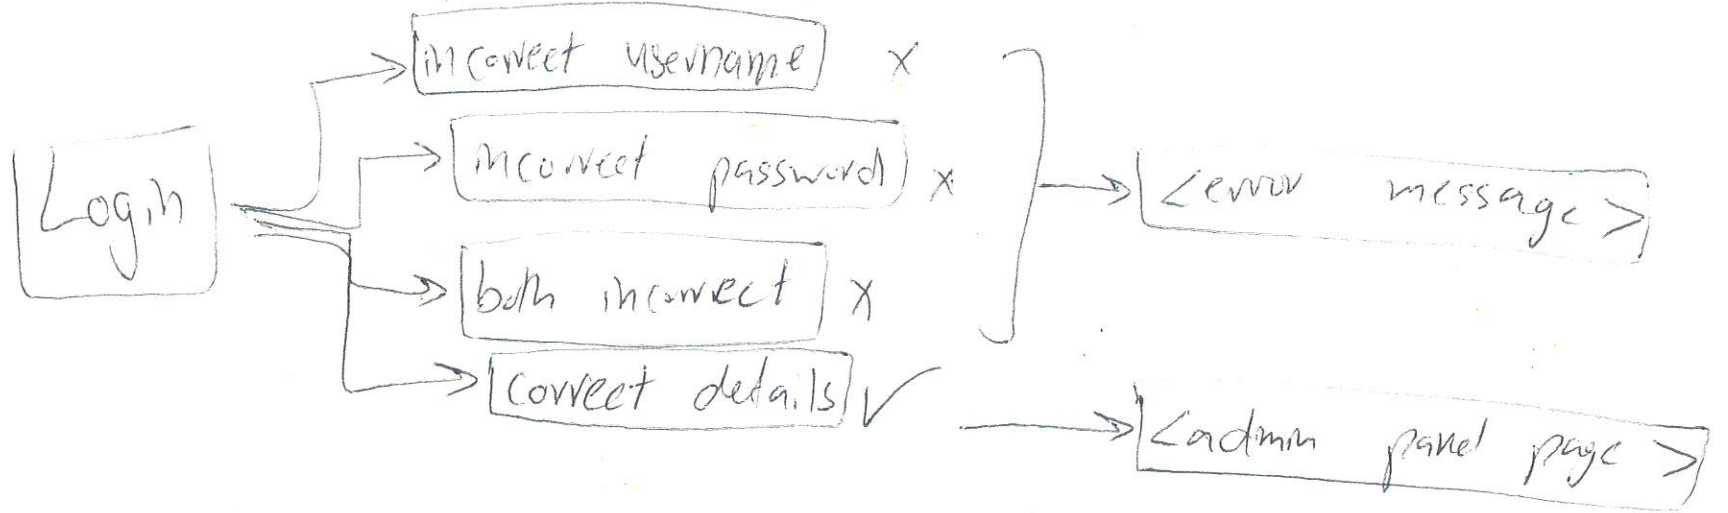 incorrect username x
incorrect password x
Login
<error message>
both incorrect x
correct details ✓
<admin panel page>